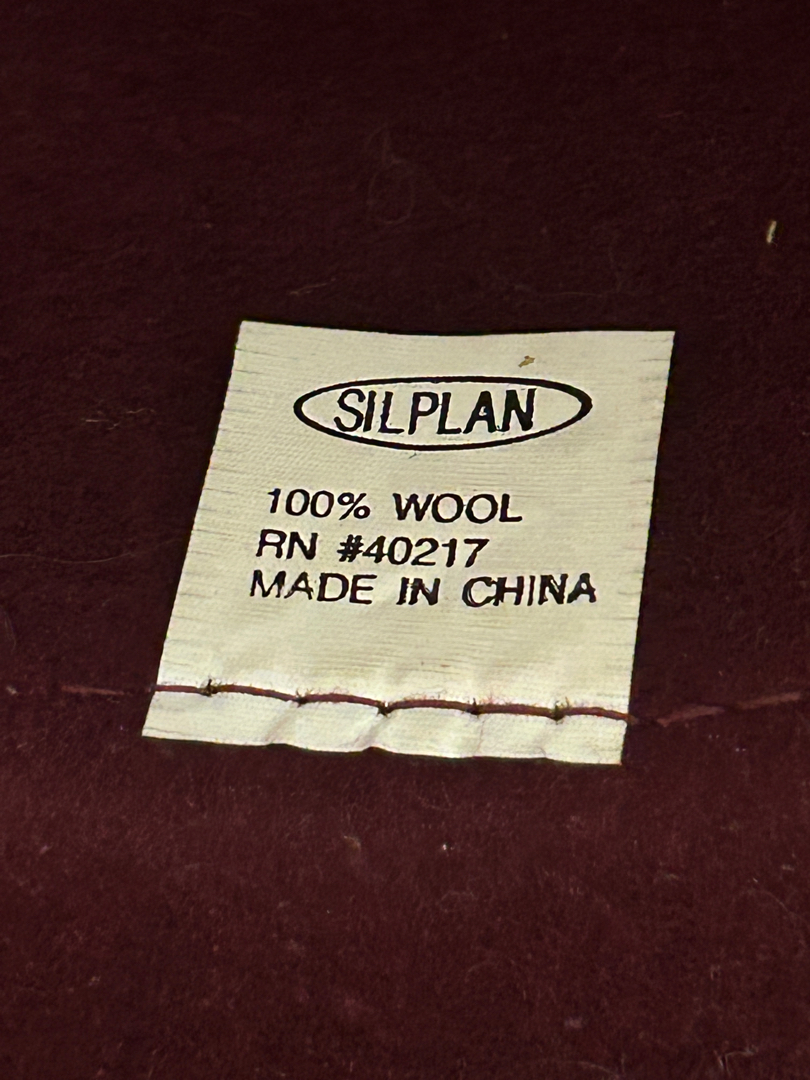 SILPLAN
100% WOOL
RN #40217
MADE IN CHINA